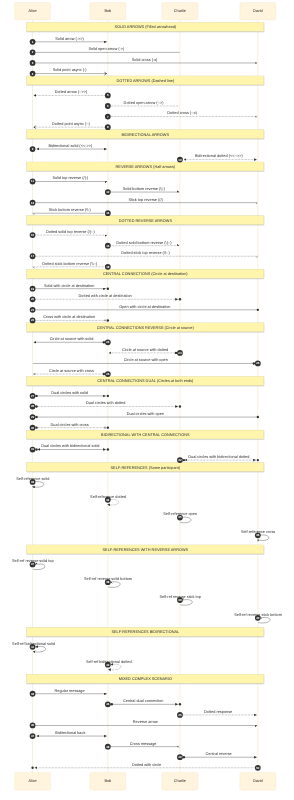 Alice Bob Charlie David
SOLID ARROWS (Filled arrowhead)
Solid arrow (->>)
Solid open arrow (->)
Solid cross (-x)
Solid point async (-)
DOTTED ARROWS (Dashed line)
Dotted arrow (-->>)
Dotted open arrow (-->)
Dotted cross (--x)
Dotted point async (--)
BIDIRECTIONAL ARROWS
Bidirectional solid (<<->>)
Bidirectional dotted (<<-->>)
REVERSE ARROWS (Half arrows)
Solid top reverse
Solid bottom reverse
Stick top reverse
Stick bottom reverse
DOTTED REVERSE ARROWS
Dotted solid top reverse
Dotted solid bottom reverse
Dotted stick top reverse
Dotted stick bottom reverse
CENTRAL CONNECTIONS (Circle at destination)
Solid with circle at destination
Dotted with circle at destination
Open with circle at destination
Cross with circle at destination
CENTRAL CONNECTIONS REVERSE (Circle at source)
Circle at source with solid
Circle at source with dotted
Circle at source with open
Circle at source with cross
CENTRAL CONNECTIONS DUAL (Circles at both ends)
Dual circles with solid
Dual circles with dotted
Dual circles with open
Dual circles with cross
BIDIRECTIONAL WITH CENTRAL CONNECTIONS
Dual circles with bidirectional solid
Dual circles with bidirectional dotted
SELF REFERENCES (Same participant)
Self reference solid
Self reference dotted
Self reference open
Self reference cross
SELF REFERENCES WITH REVERSE ARROWS
Self ref reverse solid top
Self ref reverse solid bottom
Self ref reverse stick top
Self ref reverse stick bottom
SELF REFERENCES BIDIRECTIONAL
Self ref bidirectional solid
Self ref bidirectional dotted
MIXED COMPLEX SCENARIO
Regular message
Central dual connection
Dotted response
Reverse arrow
Bidirectional back
Cross message
Central reverse
Dotted with circle
Alice Bob Charlie David